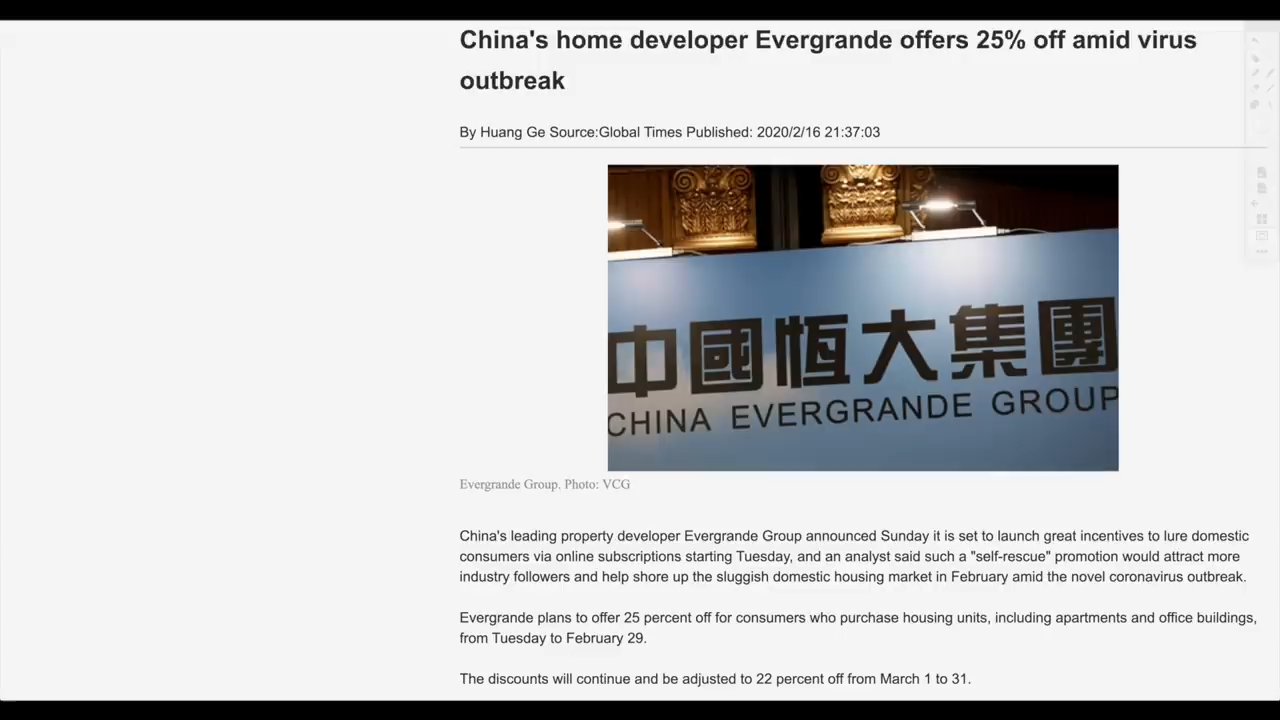 China's home developer Evergrande offers 25% off amid virus
outbreak
By Huang Ge Source:Global Times Published: 2020/2/16 21:37:03
中國恆大集團
CHINA EVERGRANDE GROUP
Evergrande Group. Photo: VCG
China's leading property developer Evergrande Group announced Sunday it is set to launch great incentives to lure domestic
consumers via online subscriptions starting Tuesday, and an analyst said such a "self-rescue" promotion would attract more
industry followers and help shore up the sluggish domestic housing market in February amid the novel coronavirus outbreak.
Evergrande plans to offer 25 percent off for consumers who purchase housing units, including apartments and office buildings,
from Tuesday to February 29.
The discounts will continue and be adjusted to 22 percent off from March 1 to 31.